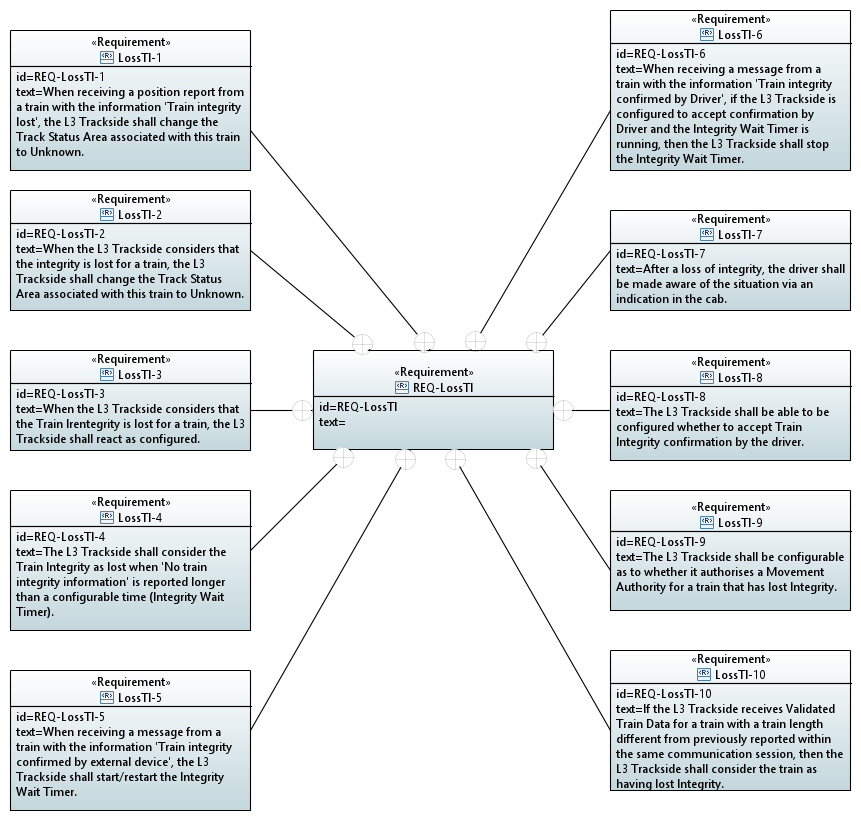 «Requirement»
LossTI-1
id=REQ-LossTI-1
text=When receiving a position report from
a train with the information 'Train integrity
lost', the L3 Trackside shall change the
Track Status Area associated with this train
to Unknown.
«Requirement»
LossTI-2
id=REQ-LossTI-2
text=When the L3 Trackside considers that
the integrity is lost for a train, the L3
Trackside shall change the Track Status
Area associated with this train to Unknown.
«Requirement»
LossTI-3
id=REQ-LossTI-3
text=When the L3 Trackside considers that
the Train Irentegrity is lost for a train, the L3
Trackside shall react as configured.
«Requirement»
LossTI-4
id=REQ-LossTI-4
text=The L3 Trackside shall consider the
Train Integrity as lost when 'No train
integrity information' is reported longer
than a configurable time (Integrity Wait
Timer).
«Requirement»
LossTI-5
id=REQ-LossTI-5
text=When receiving a message from a
train with the information 'Train integrity
confirmed by external device', the L3
Trackside shall start/restart the Integrity
Wait Timer.
«Requirement»
REQ-LossTI
id=REQ-LossTI
text=
«Requirement»
LossTI-6
id=REQ-LossTI-6
text=When receiving a message from a
train with the information 'Train integrity
confirmed by Driver', if the L3 Trackside is
configured to accept confirmation by
Driver and the Integrity Wait Timer is
running, then the L3 Trackside shall stop
the Integrity Wait Timer.
«Requirement»
LossTI-7
id=REQ-LossTI-7
text=After a loss of integrity, the driver shall
be made aware of the situation via an
indication in the cab.
«Requirement»
LossTI-8
id=REQ-LossTI-8
text=The L3 Trackside shall be able to be
configured whether to accept Train
Integrity confirmation by the driver.
«Requirement»
LossTI-9
id=REQ-LossTI-9
text=The L3 Trackside shall be configurable
as to whether it authorises a Movement
Authority for a train that has lost Integrity.
«Requirement»
LossTI-10
id=REQ-LossTI-10
text=If the L3 Trackside receives Validated
Train Data for a train with a train length
different from previously reported within
the same communication session, then the
L3 Trackside shall consider the train as
having lost Integrity.